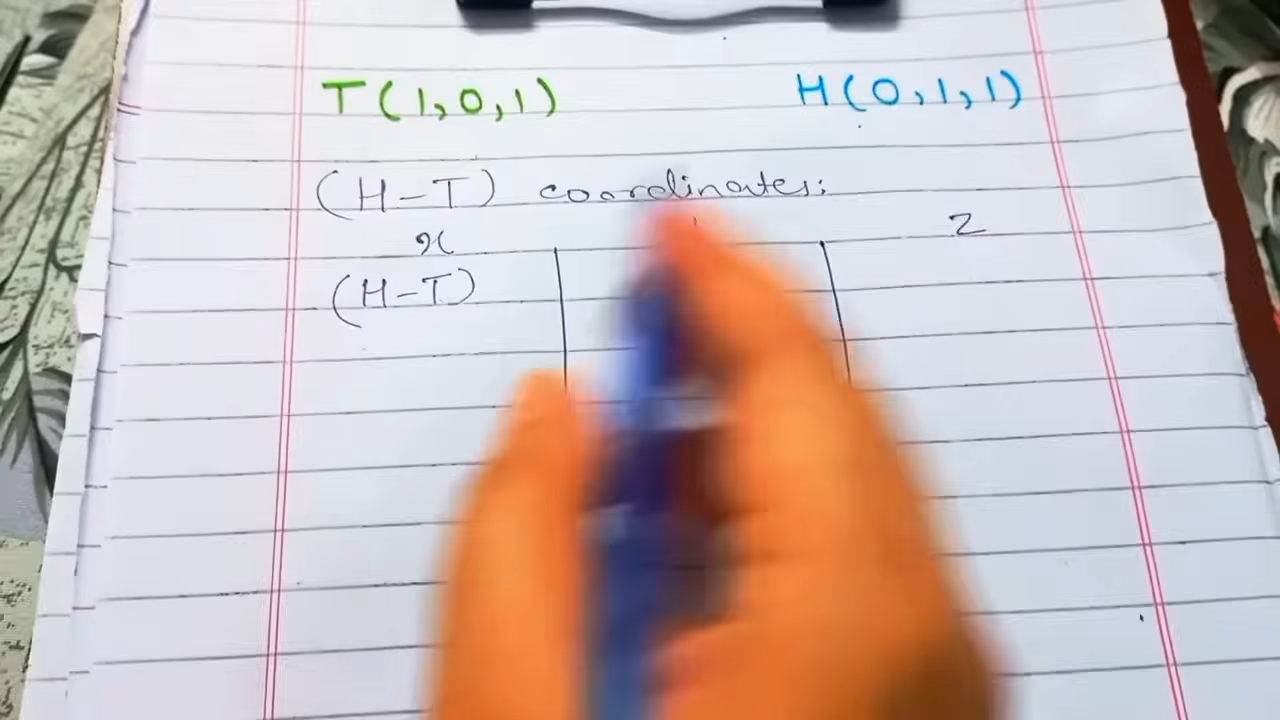 T(1,0,1) H(0,1,1)
(H-T) coordinates:
x z
(H-T)